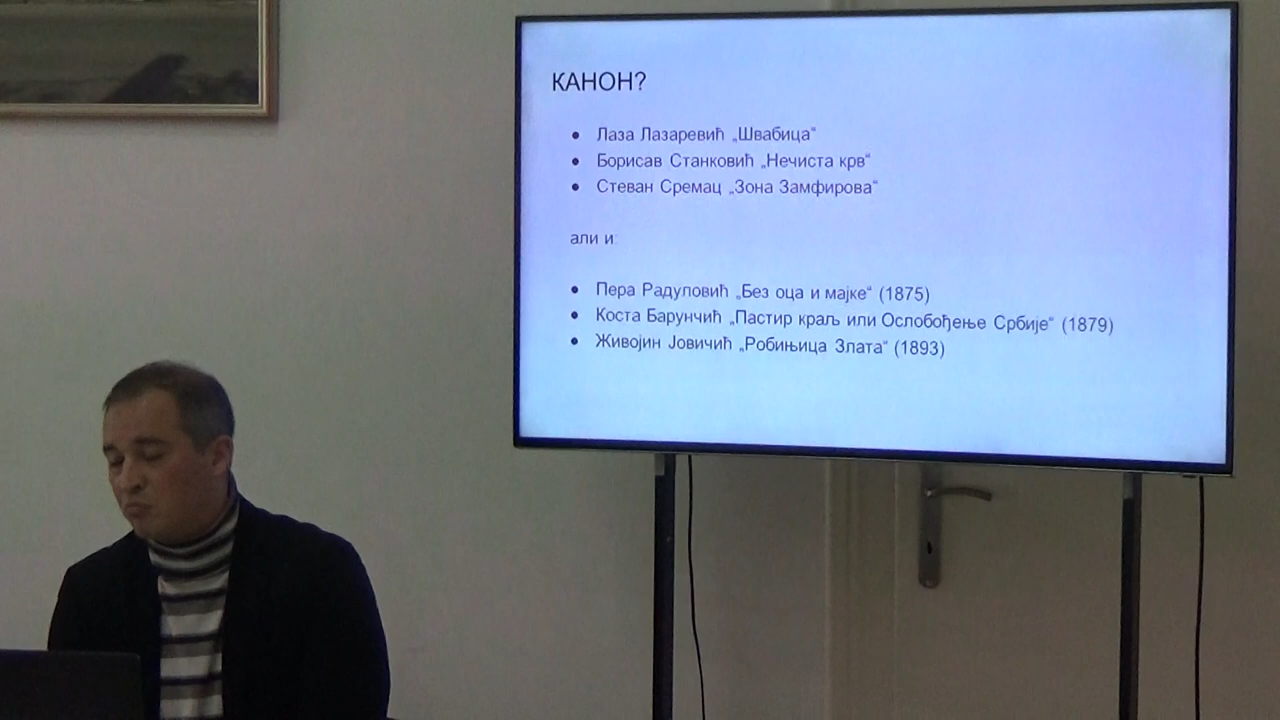 КАНОН?
● Лаза Лазаревић „Швабица“
● Борисав Станковић „Нечиста крв“
● Стеван Сремац „Зона Замфирова“
али и:
● Пера Радуловић „Без оца и мајке“ (1875)
● Коста Барунчић „Пастир краљ или Ослобођење Србије“ (1879)
● Живојин Јовичић „Робињица Злата“ (1893)